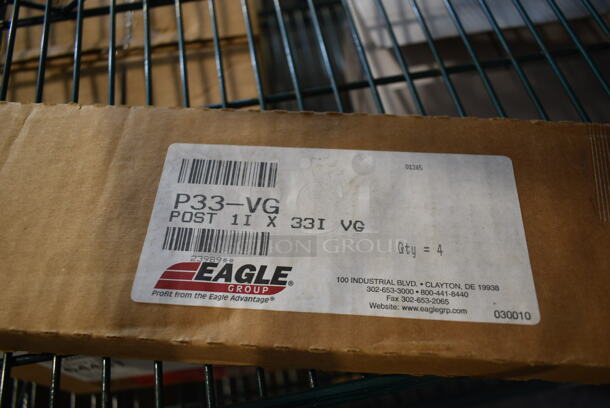 01345
P33-VG
POST 1I X 33I VG
Qty = 4
EAGLE
GROUP
Profit from the Eagle Advantage®
100 INDUSTRIAL BLVD. • CLAYTON, DE 19938
302-653-3000 • 800-441-8440
Fax 302-653-2065
Website: www.eaglegrp.com
030010